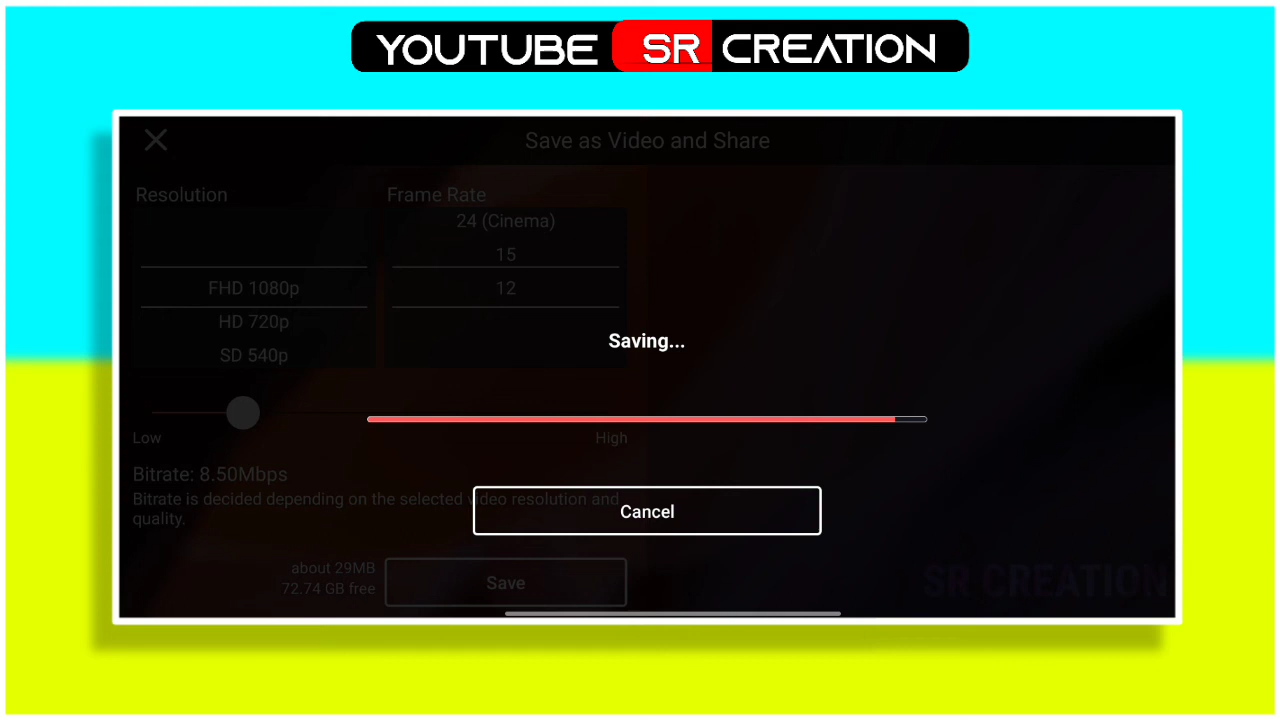 YOUTUBE SR CREATION
Save as Video and Share
Resolution
Frame Rate
24 (Cinema)
15
FHD 1080p
12
HD 720p
SD 540p
Saving...
Low
High
Bitrate: 8.50Mbps
Bitrate is decided depending on the selected video resolution and
quality.
Cancel
about 29MB
72.74 GB free
Save
SR CREATION